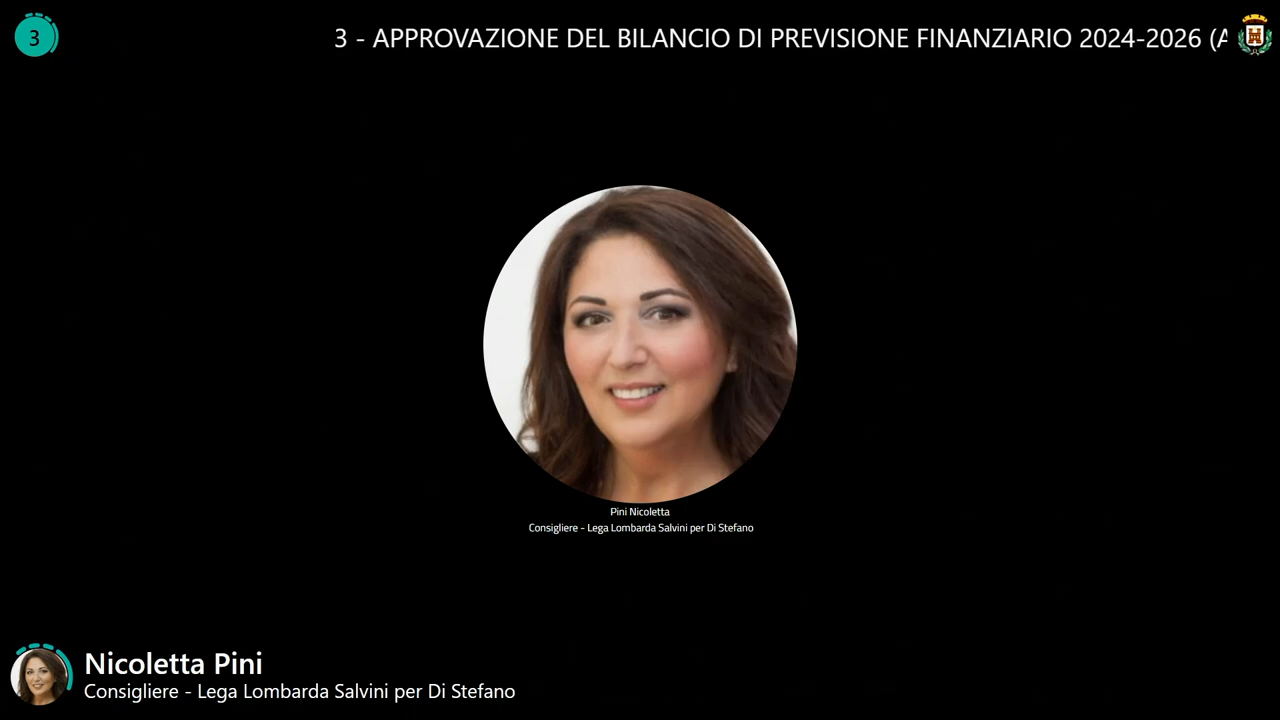 3
3 - APPROVAZIONE DEL BILANCIO DI PREVISIONE FINANZIARIO 2024-2026 (A
Pini Nicoletta
Consigliere - Lega Lombarda Salvini per Di Stefano
Nicoletta Pini
Consigliere - Lega Lombarda Salvini per Di Stefano